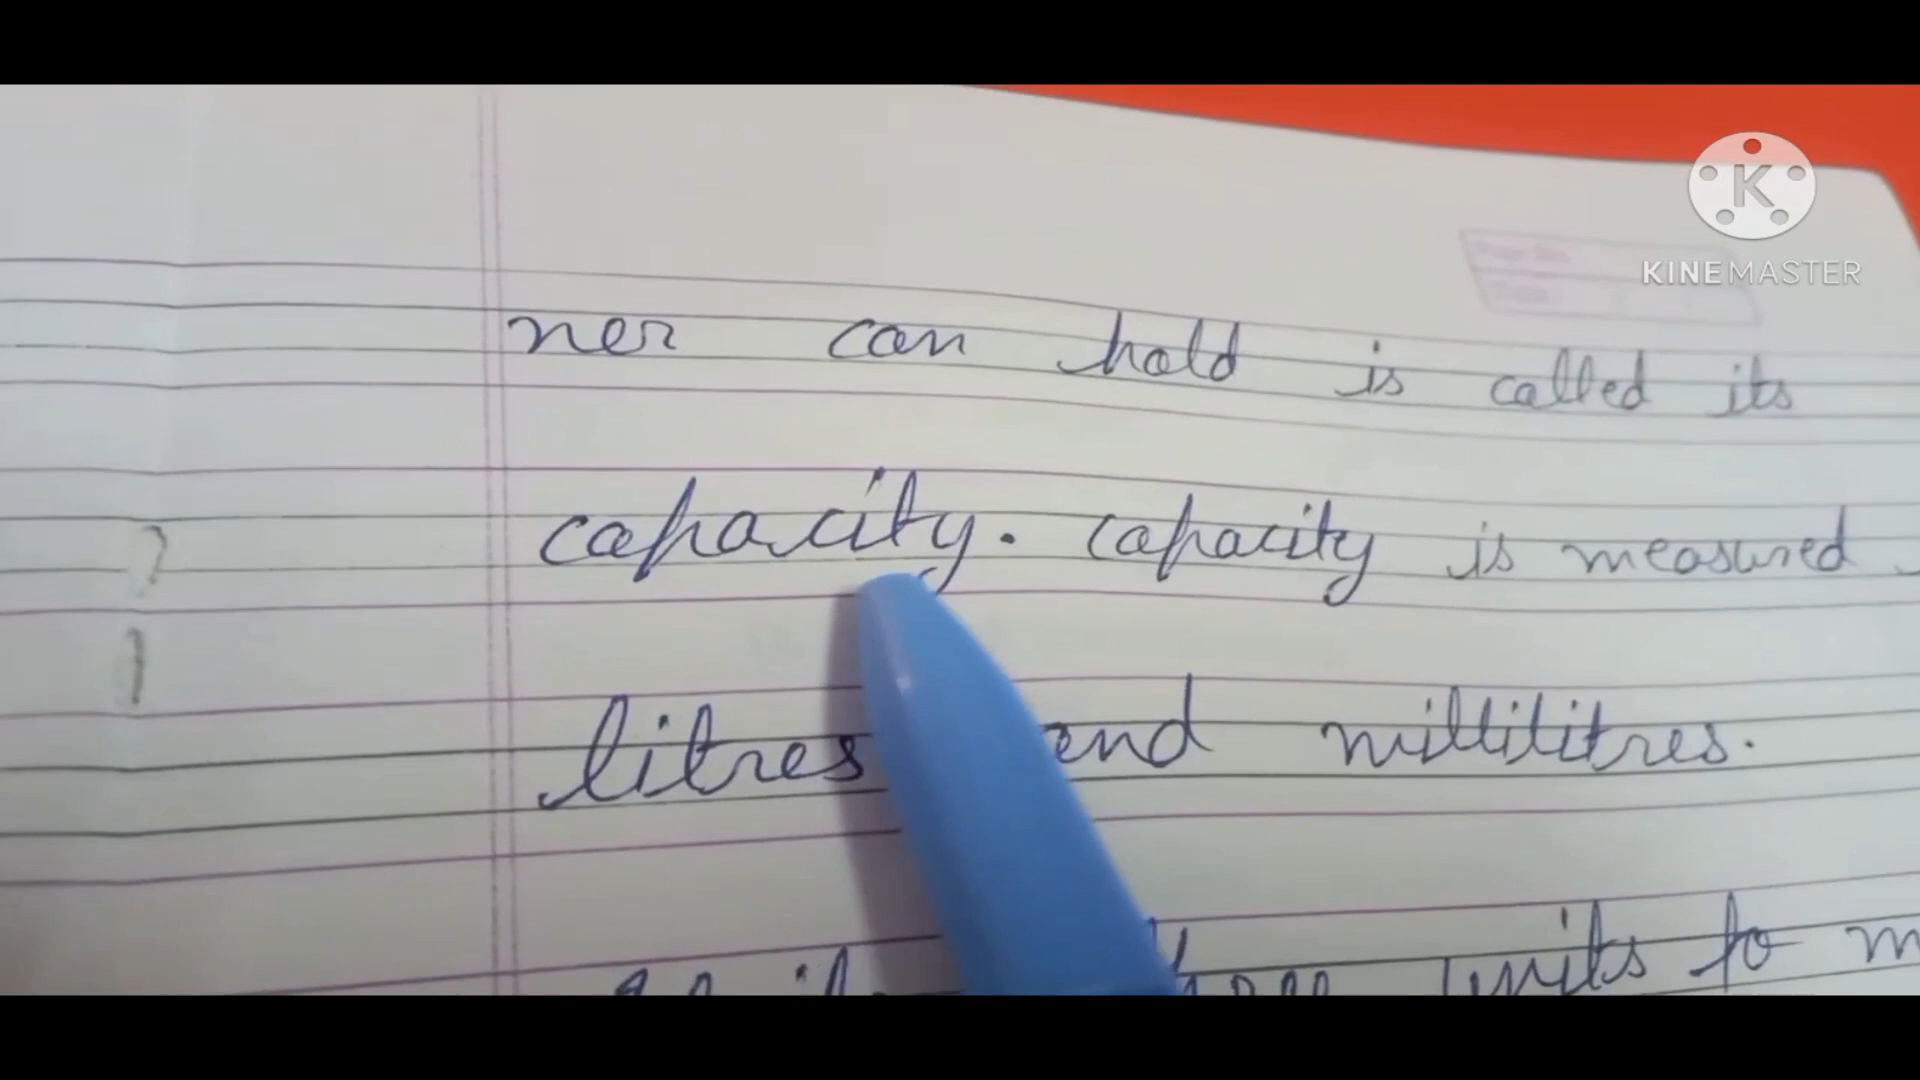 KINEMASTER
ner can hold is called its
capacity. capacity is measured
litres and millilitres.
units to